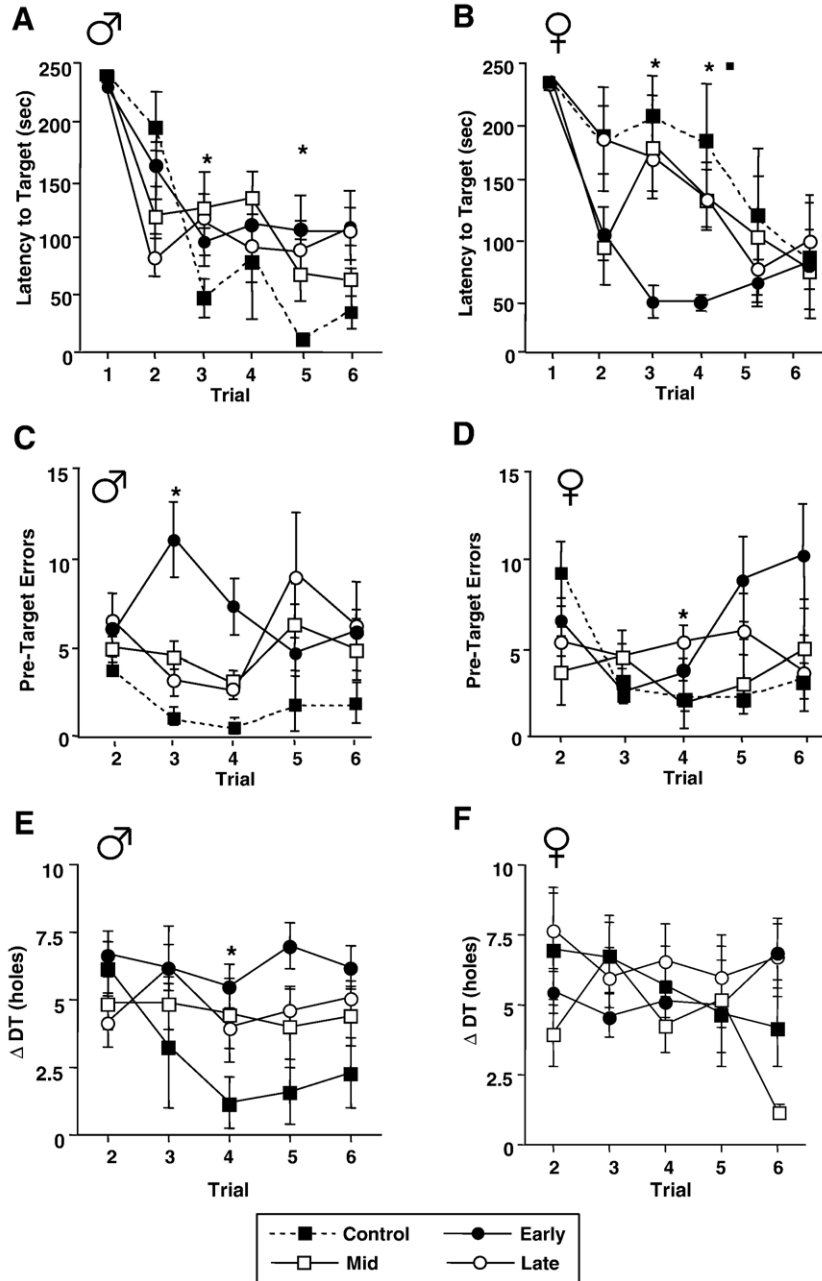 A
♂
250
200
150
100
50
0
Latency to Target (sec)
*
*
1 2 3 4 5 6
Trial
B
♀
250
200
150
100
50
0
Latency to Target (sec)
*
* ▪
1 2 3 4 5 6
Trial
C
♂
15
10
5
0
Pre-Target Errors
*
2 3 4 5 6
Trial
D
♀
15
10
5
0
Pre-Target Errors
*
2 3 4 5 6
Trial
E
♂
10
7.5
5
2.5
0
Δ DT (holes)
*
2 3 4 5 6
Trial
F
♀
10
7.5
5
2.5
0
Δ DT (holes)
2 3 4 5 6
Trial
Control Early
Mid Late